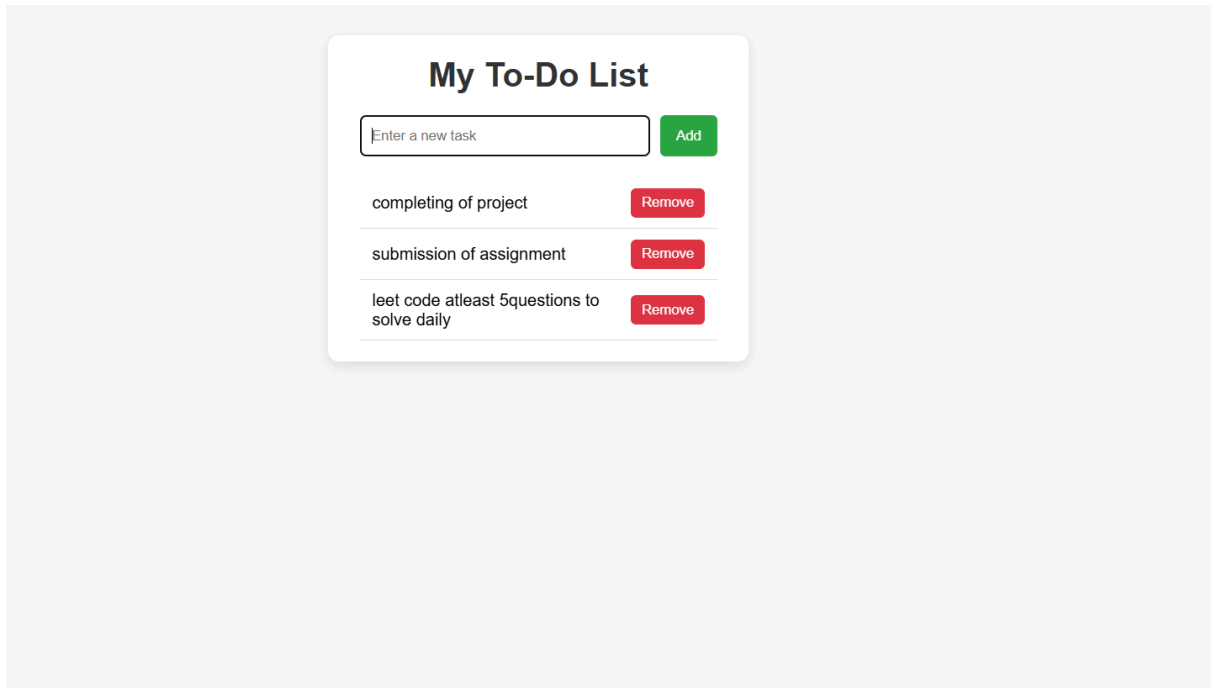 My To-Do List
Enter a new task
Add
completing of project
Remove
submission of assignment
Remove
leet code atleast 5questions to
solve daily
Remove